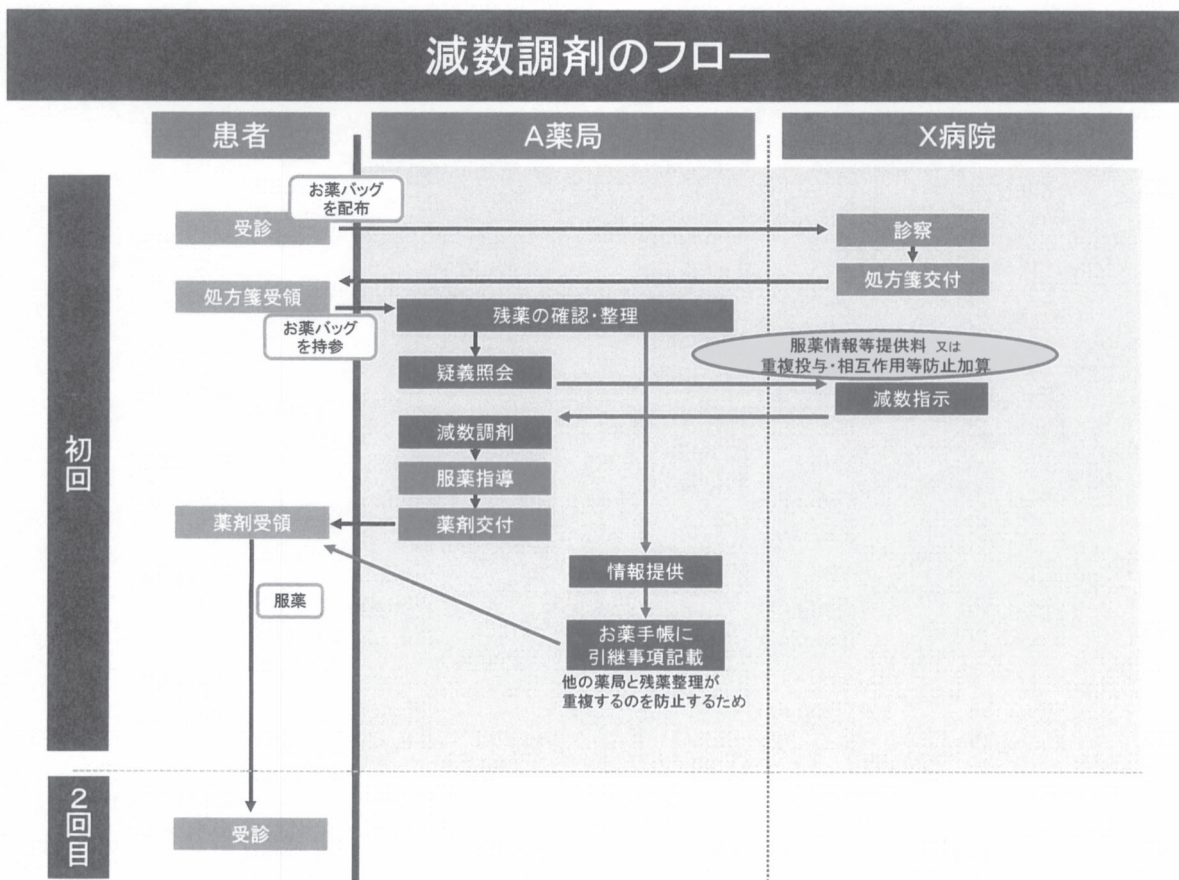 減数調剤のフロー
患者
A薬局
X病院
初回
お薬バッグ
を配布
受診
診察
処方箋交付
処方箋受領
お薬バッグ
を持参
残薬の確認・整理
服薬情報等提供料 又は
重複投与・相互作用等防止加算
疑義照会
減数指示
減数調剤
服薬指導
薬剤交付
薬剤受領
服薬
情報提供
お薬手帳に
引継事項記載
他の薬局と残薬整理が
重複するのを防止するため
2回目
受診